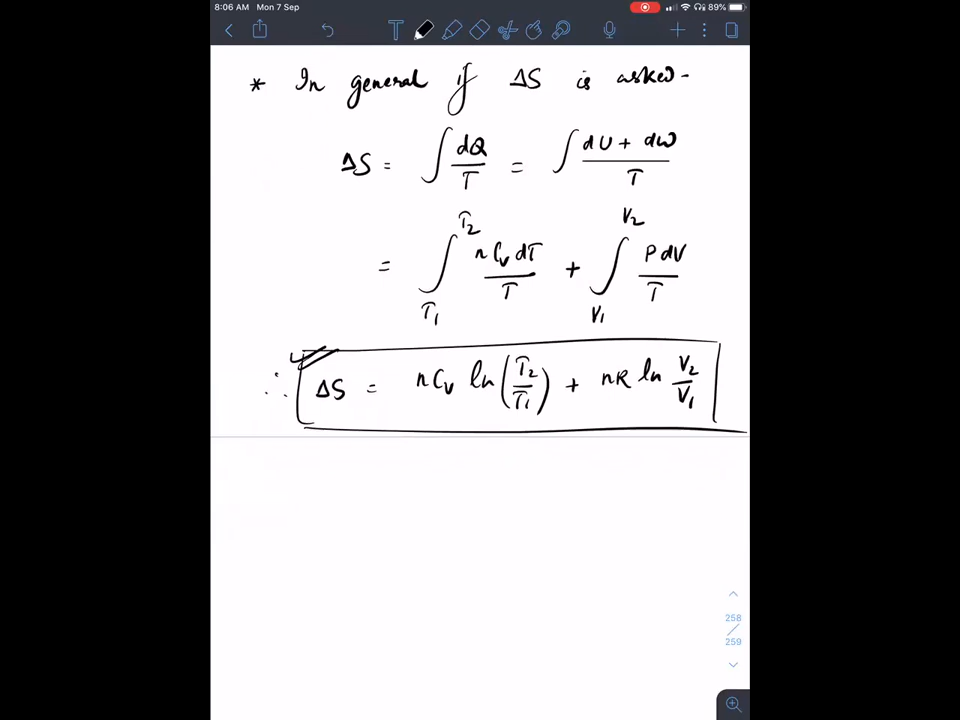 8:06 AM Mon 7 Sep 89%
* In general if ΔS is asked-
ΔS = ∫ dQ/T = ∫ (dU + dW)/T
= ∫_{T1}^{T2} nCv dT/T + ∫_{V1}^{V2} P dV/T
∴ ΔS = nCv ln(T2/T1) + nR ln V2/V1
258
/
259